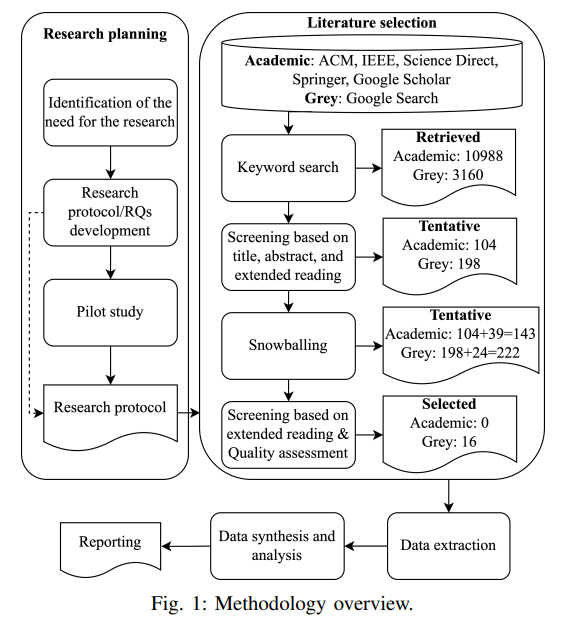 Research planning
Identification of the
need for the research
Research
protocol/RQs
development
Pilot study
Research protocol
Literature selection
Academic: ACM, IEEE, Science Direct,
Springer, Google Scholar
Grey: Google Search
Keyword search
Retrieved
Academic: 10988
Grey: 3160
Screening based on
title, abstract, and
extended reading
Tentative
Academic: 104
Grey: 198
Snowballing
Tentative
Academic: 104+39=143
Grey: 198+24=222
Screening based on
extended reading &
Quality assessment
Selected
Academic: 0
Grey: 16
Data extraction
Data synthesis and
analysis
Reporting
Fig. 1: Methodology overview.